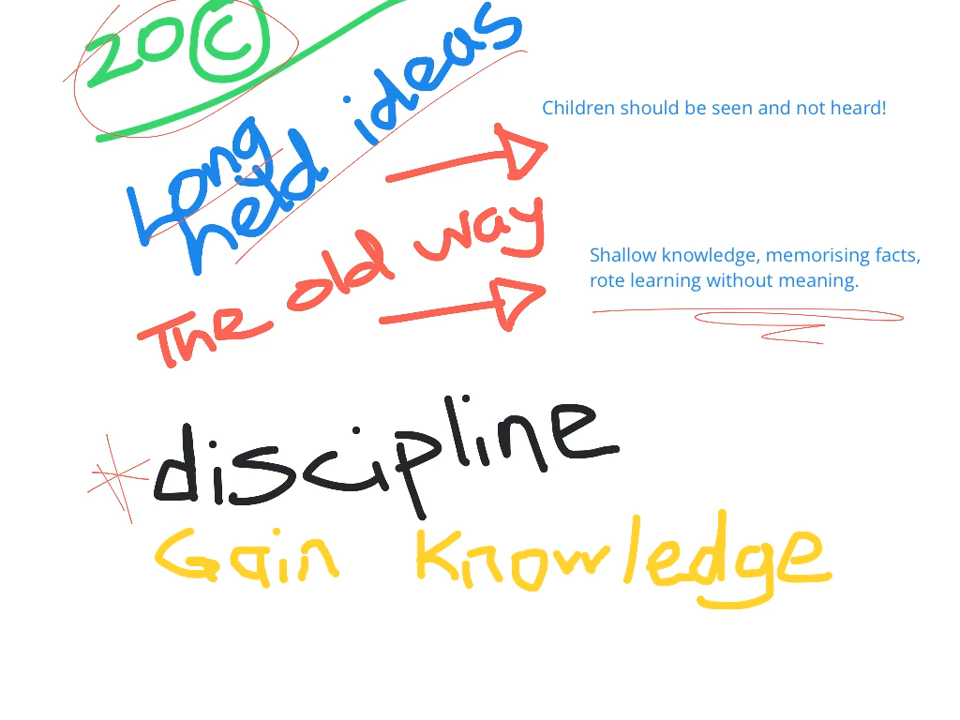 20 C
Long
held ideas
Children should be seen and not heard!
The old way
Shallow knowledge, memorising facts,
rote learning without meaning.
discipline
Gain Knowledge